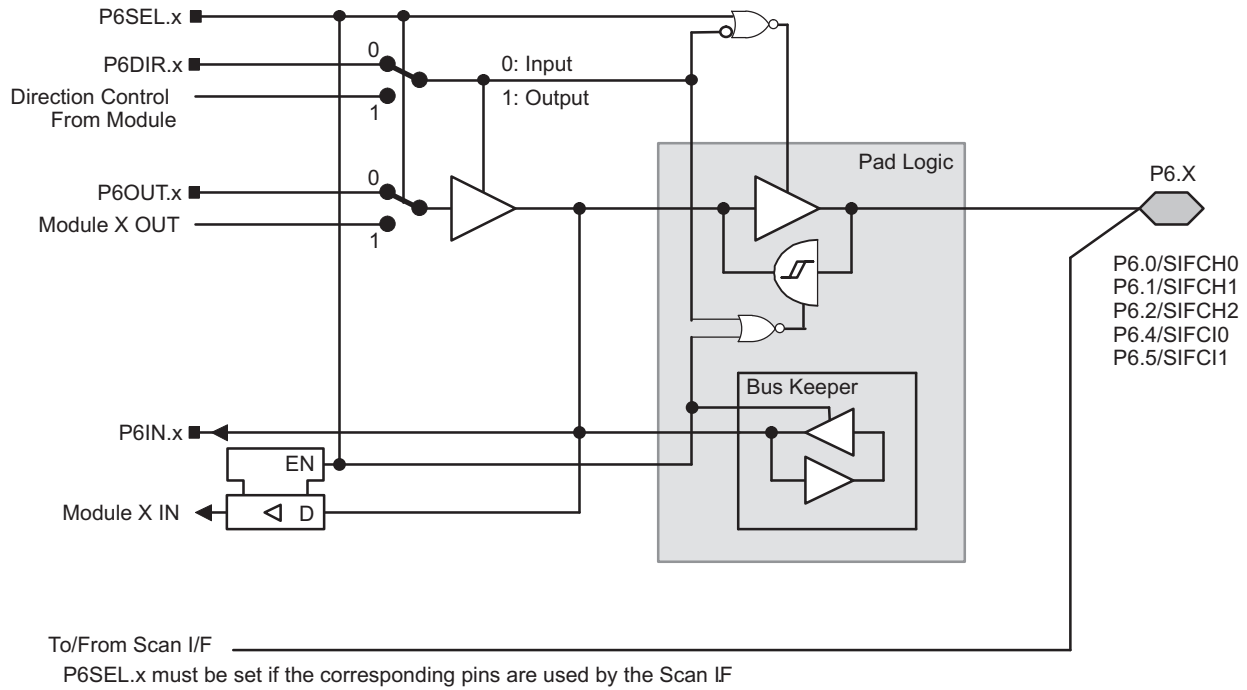 P6SEL.x
P6DIR.x
0
0: Input
1: Output
Direction Control
From Module
1
Pad Logic
P6.X
P6OUT.x
0
Module X OUT
1
P6.0/SIFCH0
P6.1/SIFCH1
P6.2/SIFCH2
P6.4/SIFCI0
P6.5/SIFCI1
Bus Keeper
P6IN.x
EN
Module X IN
D
To/From Scan I/F
P6SEL.x must be set if the corresponding pins are used by the Scan I.F